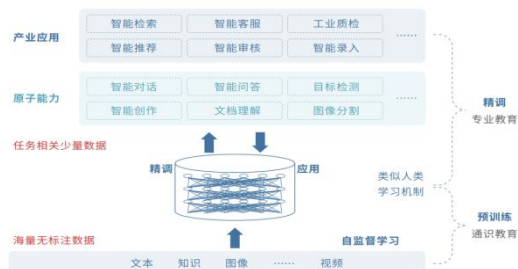 智能检索 智能客服 工业质检
产业应用 ······
智能推荐 智能审核 智能录入
智能对话 智能问答 目标检测
原子能力 ······
智能创作 文档理解 图像分割
精调
专业教育
任务相关少量数据
精调 应用
类似人类
学习机制
预训练
通识教育
海量无标注数据 自监督学习
文本 知识 图像 ······ 视频